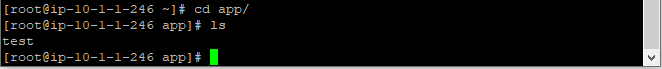 [root@ip-10-1-1-246 ~]# cd app/
[root@ip-10-1-1-246 app]# ls
test
[root@ip-10-1-1-246 app]#